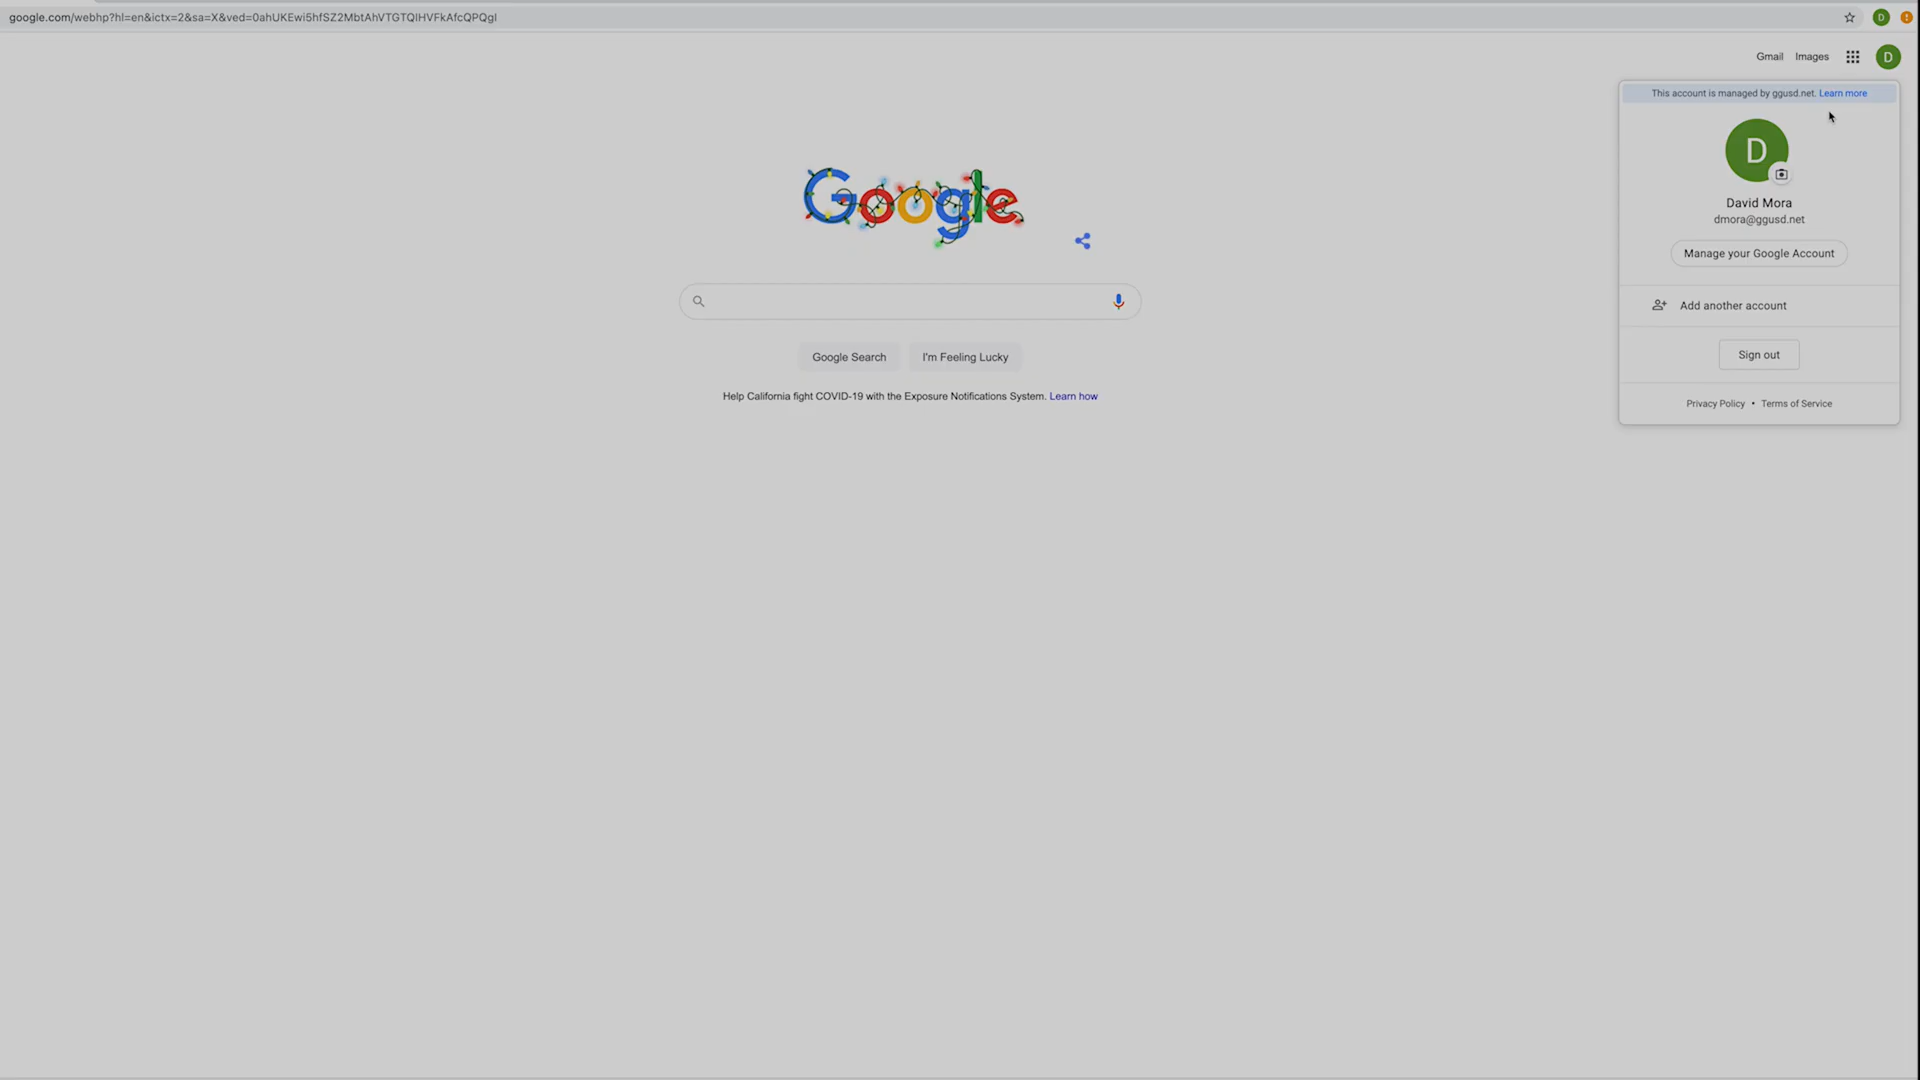 google.com/webhp?hl=en&ictx=2&sa=X&ved=0ahUKEwi5hfSZ2MbtAhVTGTQIHVFkAfcQPQgI
D
Gmail Images
D
This account is managed by ggusd.net. Learn more
D
David Mora
dmora@ggusd.net
Manage your Google Account
Add another account
Sign out
Privacy Policy • Terms of Service
Google
Google Search I'm Feeling Lucky
Help California fight COVID-19 with the Exposure Notifications System. Learn how